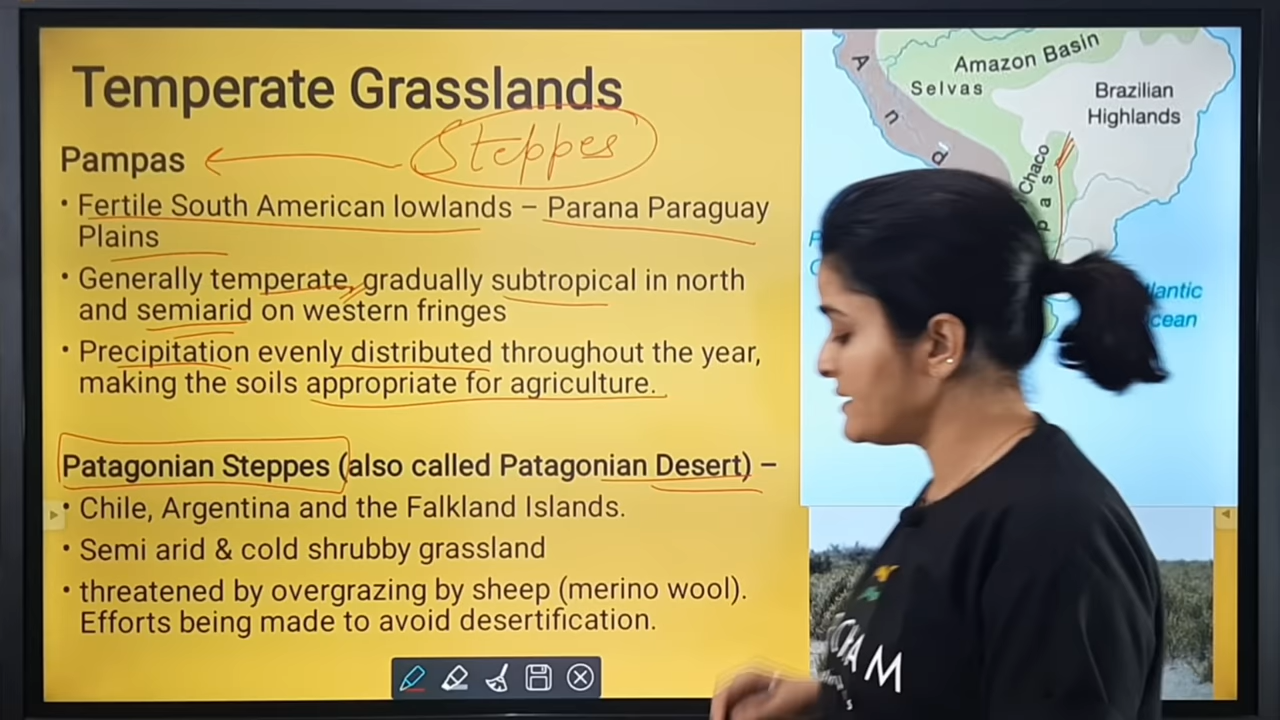 Temperate Grasslands
Steppes
Pampas
• Fertile South American lowlands – Parana Paraguay
Plains
• Generally temperate, gradually subtropical in north
and semiarid on western fringes
• Precipitation evenly distributed throughout the year,
making the soils appropriate for agriculture.
Patagonian Steppes (also called Patagonian Desert) –
• Chile, Argentina and the Falkland Islands.
• Semi arid & cold shrubby grassland
• threatened by overgrazing by sheep (merino wool).
Efforts being made to avoid desertification.
Amazon Basin
Selvas
Brazilian
Highlands
Chaco